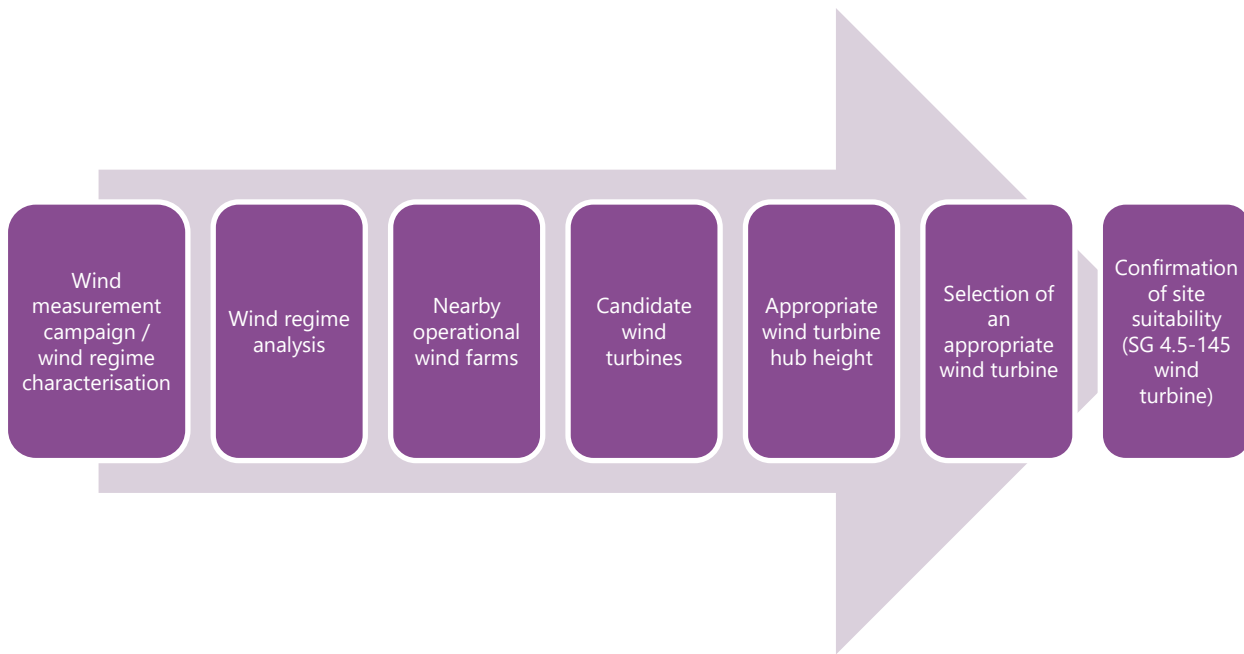 Wind
measurement
campaign /
wind regime
characterisation
Wind regime
analysis
Nearby
operational
wind farms
Candidate
wind
turbines
Appropriate
wind turbine
hub height
Selection of
an
appropriate
wind turbine
Confirmation
of site
suitability
(SG 4.5-145
wind
turbine)